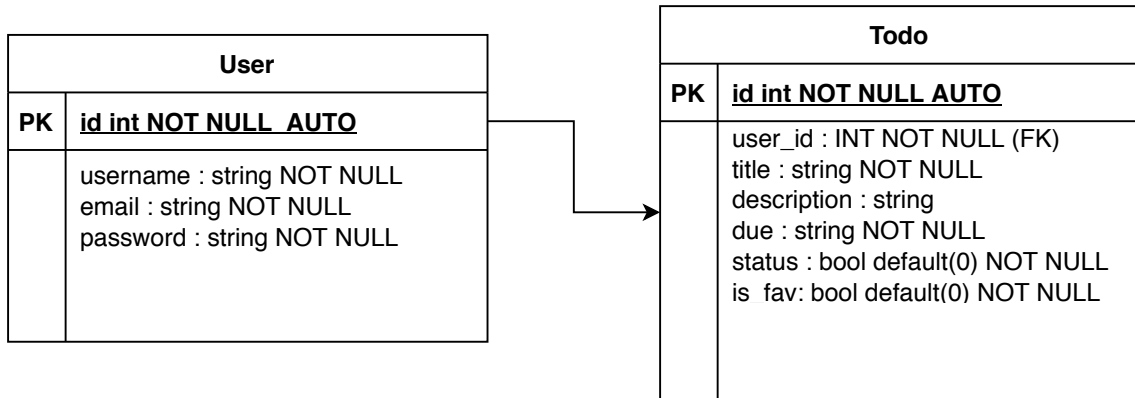 User
PK
id int NOT NULL  AUTO
username : string NOT NULL
email : string NOT NULL
password : string NOT NULL
Todo
PK
id int NOT NULL AUTO
user_id : INT NOT NULL (FK)
title : string NOT NULL
description : string
due : string NOT NULL
status : bool default(0) NOT NULL
is_fav: bool default(0) NOT NULL